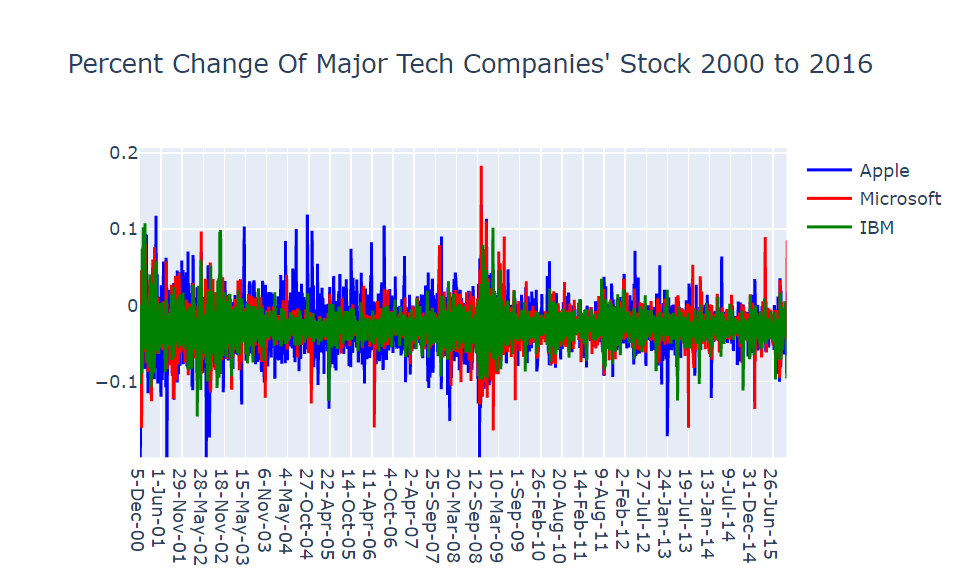 Percent Change Of Major Tech Companies' Stock 2000 to 2016
0.2
0.1
0
−0.1
Apple
Microsoft
IBM
5-Dec-00
1-Jun-01
29-Nov-01
28-May-02
18-Nov-02
15-May-03
6-Nov-03
4-May-04
27-Oct-04
22-Apr-05
14-Oct-05
11-Apr-06
4-Oct-06
2-Apr-07
25-Sep-07
20-Mar-08
12-Sep-08
10-Mar-09
1-Sep-09
26-Feb-10
20-Aug-10
14-Feb-11
9-Aug-11
2-Feb-12
27-Jul-12
24-Jan-13
19-Jul-13
13-Jan-14
9-Jul-14
31-Dec-14
26-Jun-15